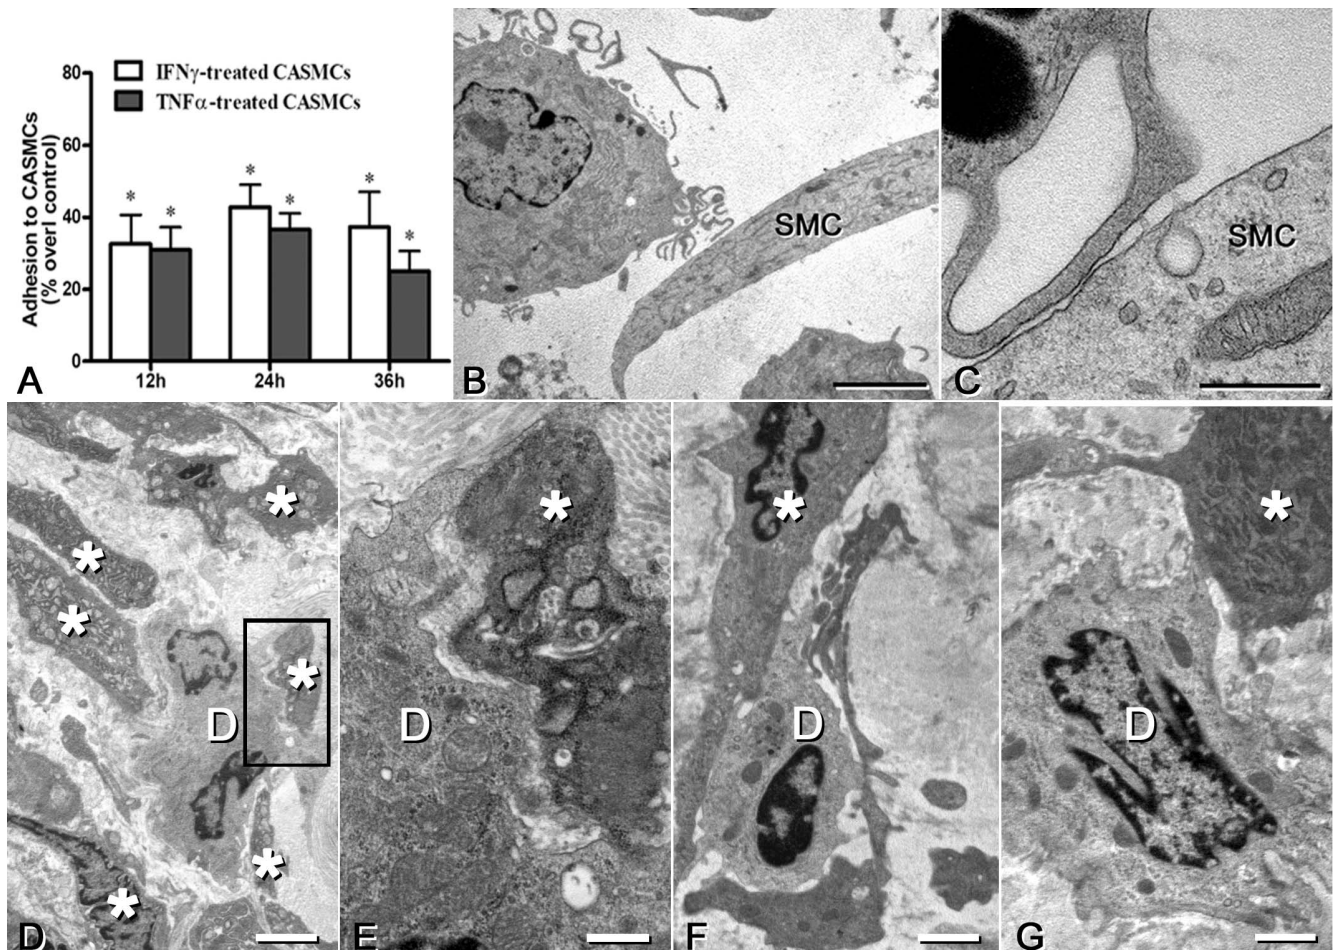 IFNγ-treated CASMCs
TNFα-treated CASMCs
Adhesion to CASMCs
(% overl control)
80
60
40
20
0
* * * * * *
12h 24h 36h
A
SMC
B
SMC
C
*
*
*
*
D
*
*
D
*
D
E
*
D
F
*
D
G